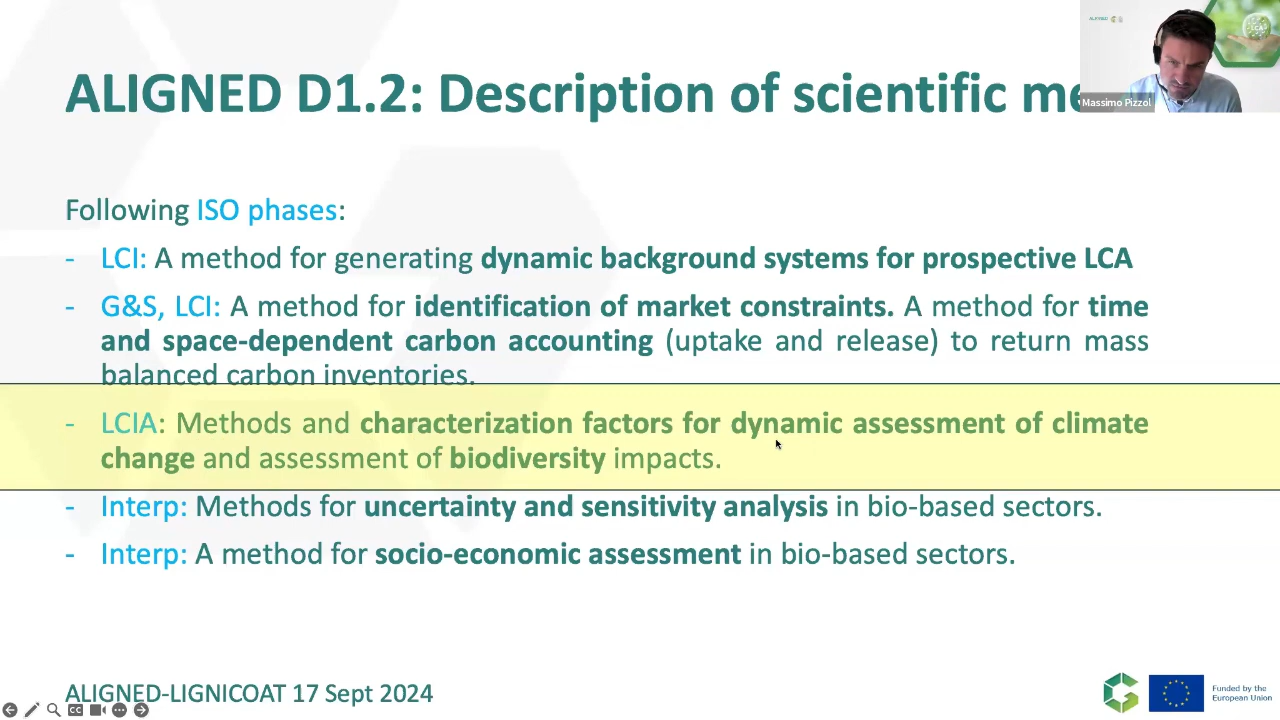 ALIGNED D1.2: Description of scientific me
Massimo Pizzol
Following ISO phases:
- LCI: A method for generating dynamic background systems for prospective LCA
- G&S, LCI: A method for identification of market constraints. A method for time
and space-dependent carbon accounting (uptake and release) to return mass
balanced carbon inventories.
- LCIA: Methods and characterization factors for dynamic assessment of climate
change and assessment of biodiversity impacts.
- Interp: Methods for uncertainty and sensitivity analysis in bio-based sectors.
- Interp: A method for socio-economic assessment in bio-based sectors.
ALIGNED-LIGNICOAT 17 Sept 2024
CC
Funded by the
European Union
ALIGNED
LCA